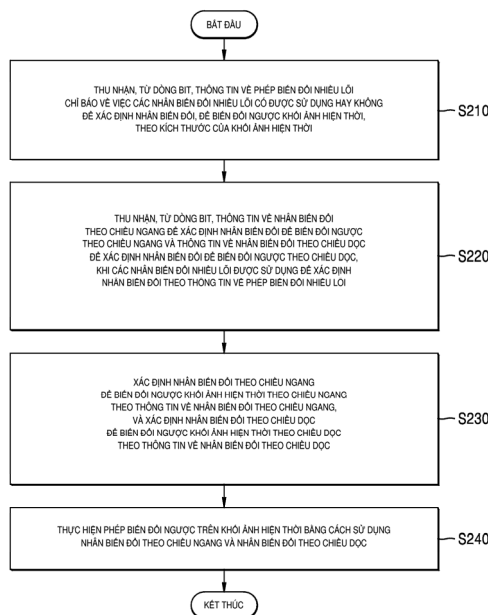 BẮT ĐẦU
THU NHẬN, TỪ DÒNG BIT, THÔNG TIN VỀ PHÉP BIẾN ĐỔI NHIỀU LÕI
CHỈ BÁO VỀ VIỆC CÁC NHÂN BIẾN ĐỔI NHIỀU LÕI CÓ ĐƯỢC SỬ DỤNG HAY KHÔNG
ĐỂ XÁC ĐỊNH NHÂN BIẾN ĐỔI, ĐỂ BIẾN ĐỔI NGƯỢC KHỐI ẢNH HIỆN THỜI,
THEO KÍCH THƯỚC CỦA KHỐI ẢNH HIỆN THỜI
S210
THU NHẬN, TỪ DÒNG BIT, THÔNG TIN VỀ NHÂN BIẾN ĐỔI
THEO CHIỀU NGANG ĐỂ XÁC ĐỊNH NHÂN BIẾN ĐỔI ĐỂ BIẾN ĐỔI NGƯỢC
THEO CHIỀU NGANG VÀ THÔNG TIN VỀ NHÂN BIẾN ĐỔI THEO CHIỀU DỌC
ĐỂ XÁC ĐỊNH NHÂN BIẾN ĐỔI ĐỂ BIẾN ĐỔI NGƯỢC THEO CHIỀU DỌC,
KHI CÁC NHÂN BIẾN ĐỔI NHIỀU LÕI ĐƯỢC SỬ DỤNG ĐỂ XÁC ĐỊNH
NHÂN BIẾN ĐỔI THEO THÔNG TIN VỀ PHÉP BIẾN ĐỔI NHIỀU LÕI
S220
XÁC ĐỊNH NHÂN BIẾN ĐỔI THEO CHIỀU NGANG
ĐỂ BIẾN ĐỔI NGƯỢC KHỐI ẢNH HIỆN THỜI THEO CHIỀU NGANG
THEO THÔNG TIN VỀ NHÂN BIẾN ĐỔI THEO CHIỀU NGANG,
VÀ XÁC ĐỊNH NHÂN BIẾN ĐỔI THEO CHIỀU DỌC
ĐỂ BIẾN ĐỔI NGƯỢC KHỐI ẢNH HIỆN THỜI THEO CHIỀU DỌC
THEO THÔNG TIN VỀ NHÂN BIẾN ĐỔI THEO CHIỀU DỌC
S230
THỰC HIỆN PHÉP BIẾN ĐỔI NGƯỢC TRÊN KHỐI ẢNH HIỆN THỜI BẰNG CÁCH SỬ DỤNG
NHÂN BIẾN ĐỔI THEO CHIỀU NGANG VÀ NHÂN BIẾN ĐỔI THEO CHIỀU DỌC
S240
KẾT THÚC